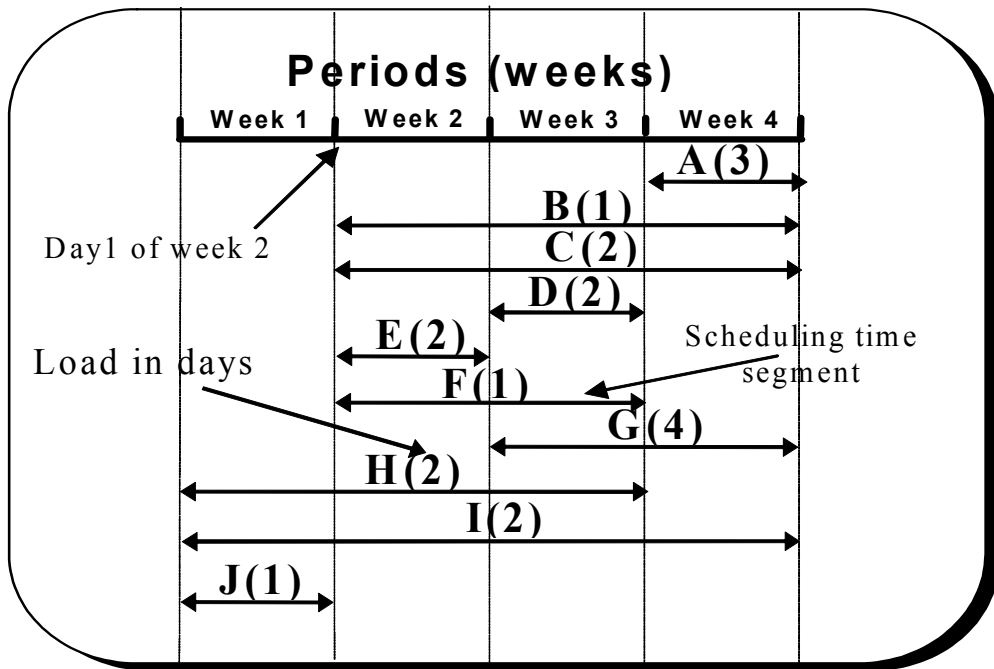 Periods (weeks)
Week 1 Week 2 Week 3 Week 4
A(3)
B(1)
Day1 of week 2
C(2)
D(2)
E(2)
Scheduling time
segment
Load in days
F(1)
G(4)
H(2)
I(2)
J(1)